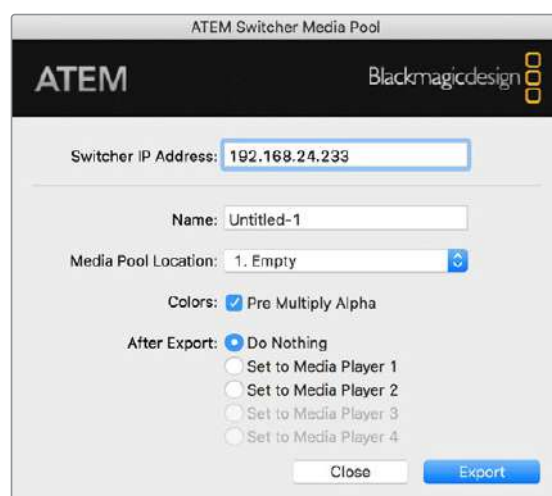 ATEM Switcher Media Pool
ATEM
Blackmagicdesign
Switcher IP Address: 192.168.24.233
Name: Untitled-1
Media Pool Location: 1. Empty
Colors: Pre Multiply Alpha
After Export: Do Nothing
Set to Media Player 1
Set to Media Player 2
Set to Media Player 3
Set to Media Player 4
Close Export